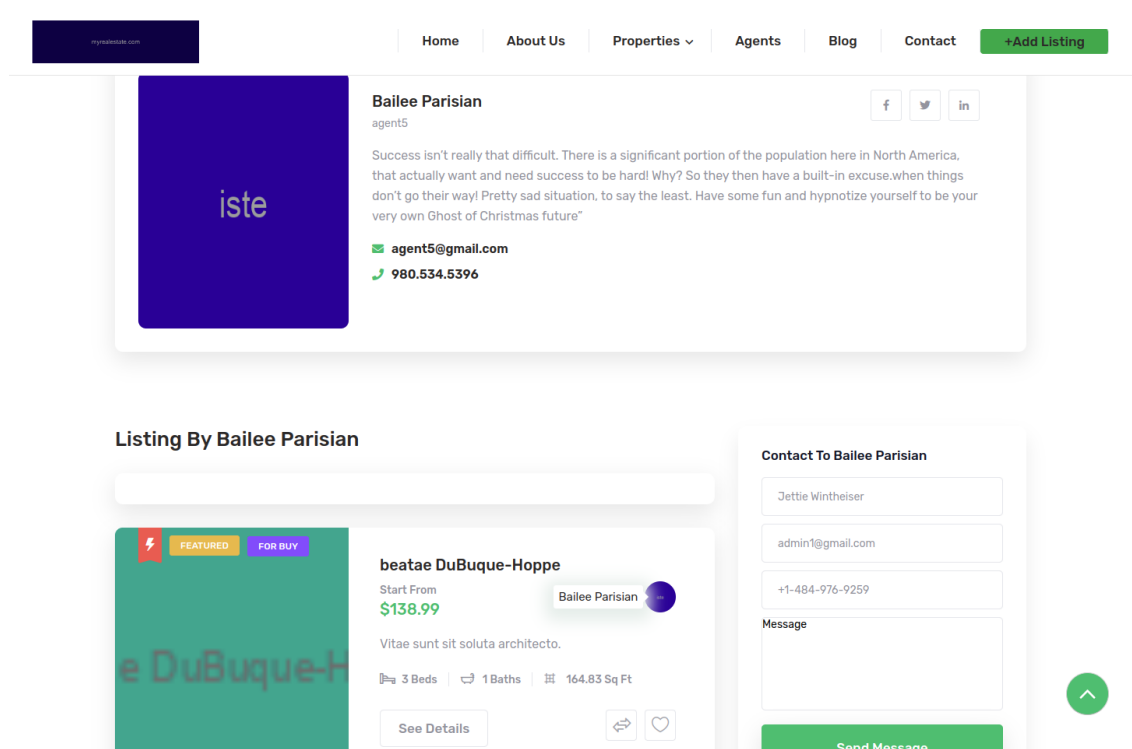 myrealestate.com
Home
About Us
Properties
Agents
Blog
Contact
+Add Listing
iste
Bailee Parisian
agent5
Success isn't really that difficult. There is a significant portion of the population here in North America,
that actually want and need success to be hard! Why? So they then have a built-in excuse.when things
don't go their way! Pretty sad situation, to say the least. Have some fun and hypnotize yourself to be your
very own Ghost of Christmas future”
agent5@gmail.com
980.534.5396
Listing By Bailee Parisian
FEATURED
FOR BUY
e DuBuque-H
beatae DuBuque-Hoppe
Start From
$138.99
Bailee Parisian
Vitae sunt sit soluta architecto.
3 Beds
1 Baths
164.83 Sq Ft
See Details
Contact To Bailee Parisian
Jettie Wintheiser
admin1@gmail.com
+1-484-976-9259
Message
Send Message